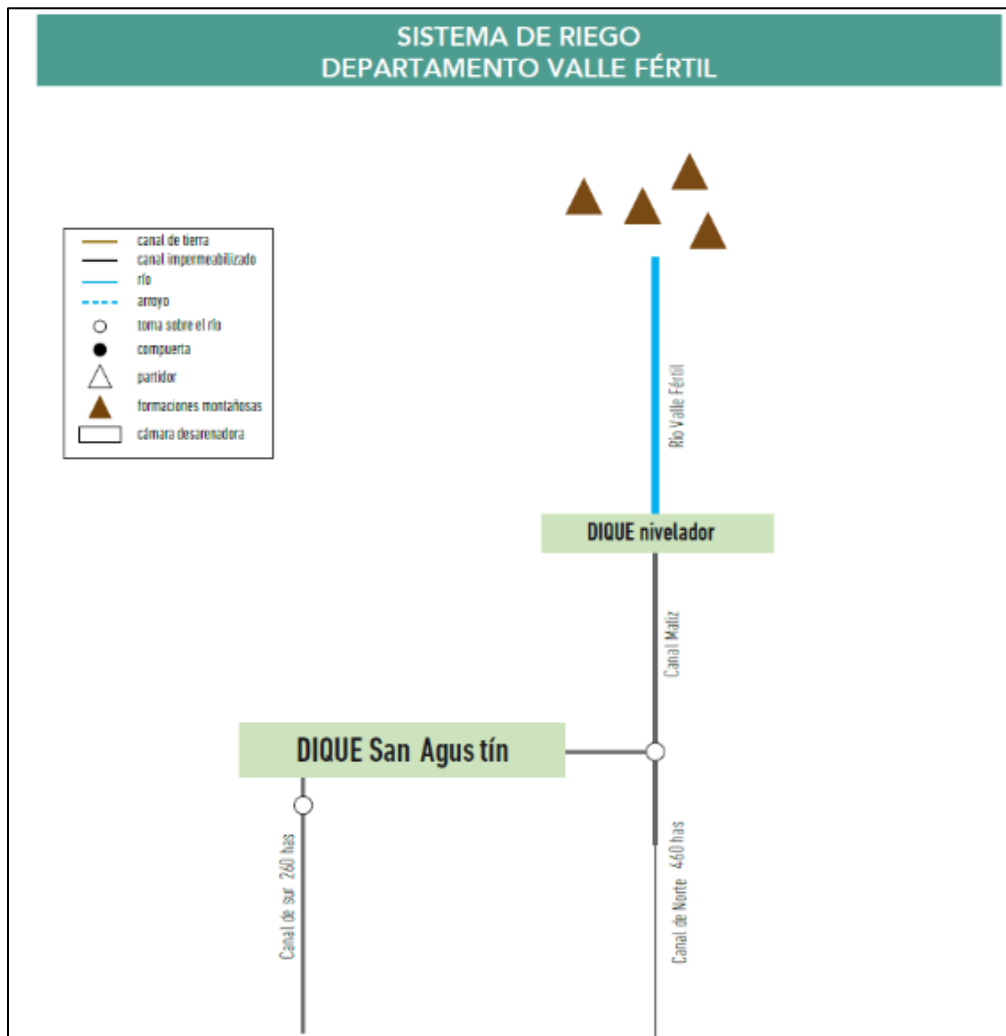 SISTEMA DE RIEGO
DEPARTAMENTO VALLE FÉRTIL
canal de tierra
canal impermeabilizado
río
arroyo
toma sobre el río
compuerta
partidor
formaciones montañosas
cámara desarenadora
Río Valle Fértil
DIQUE nivelador
Canal Matiz
DIQUE San Agus tín
Canal de sur 260 has
Canal de Norte 460 has